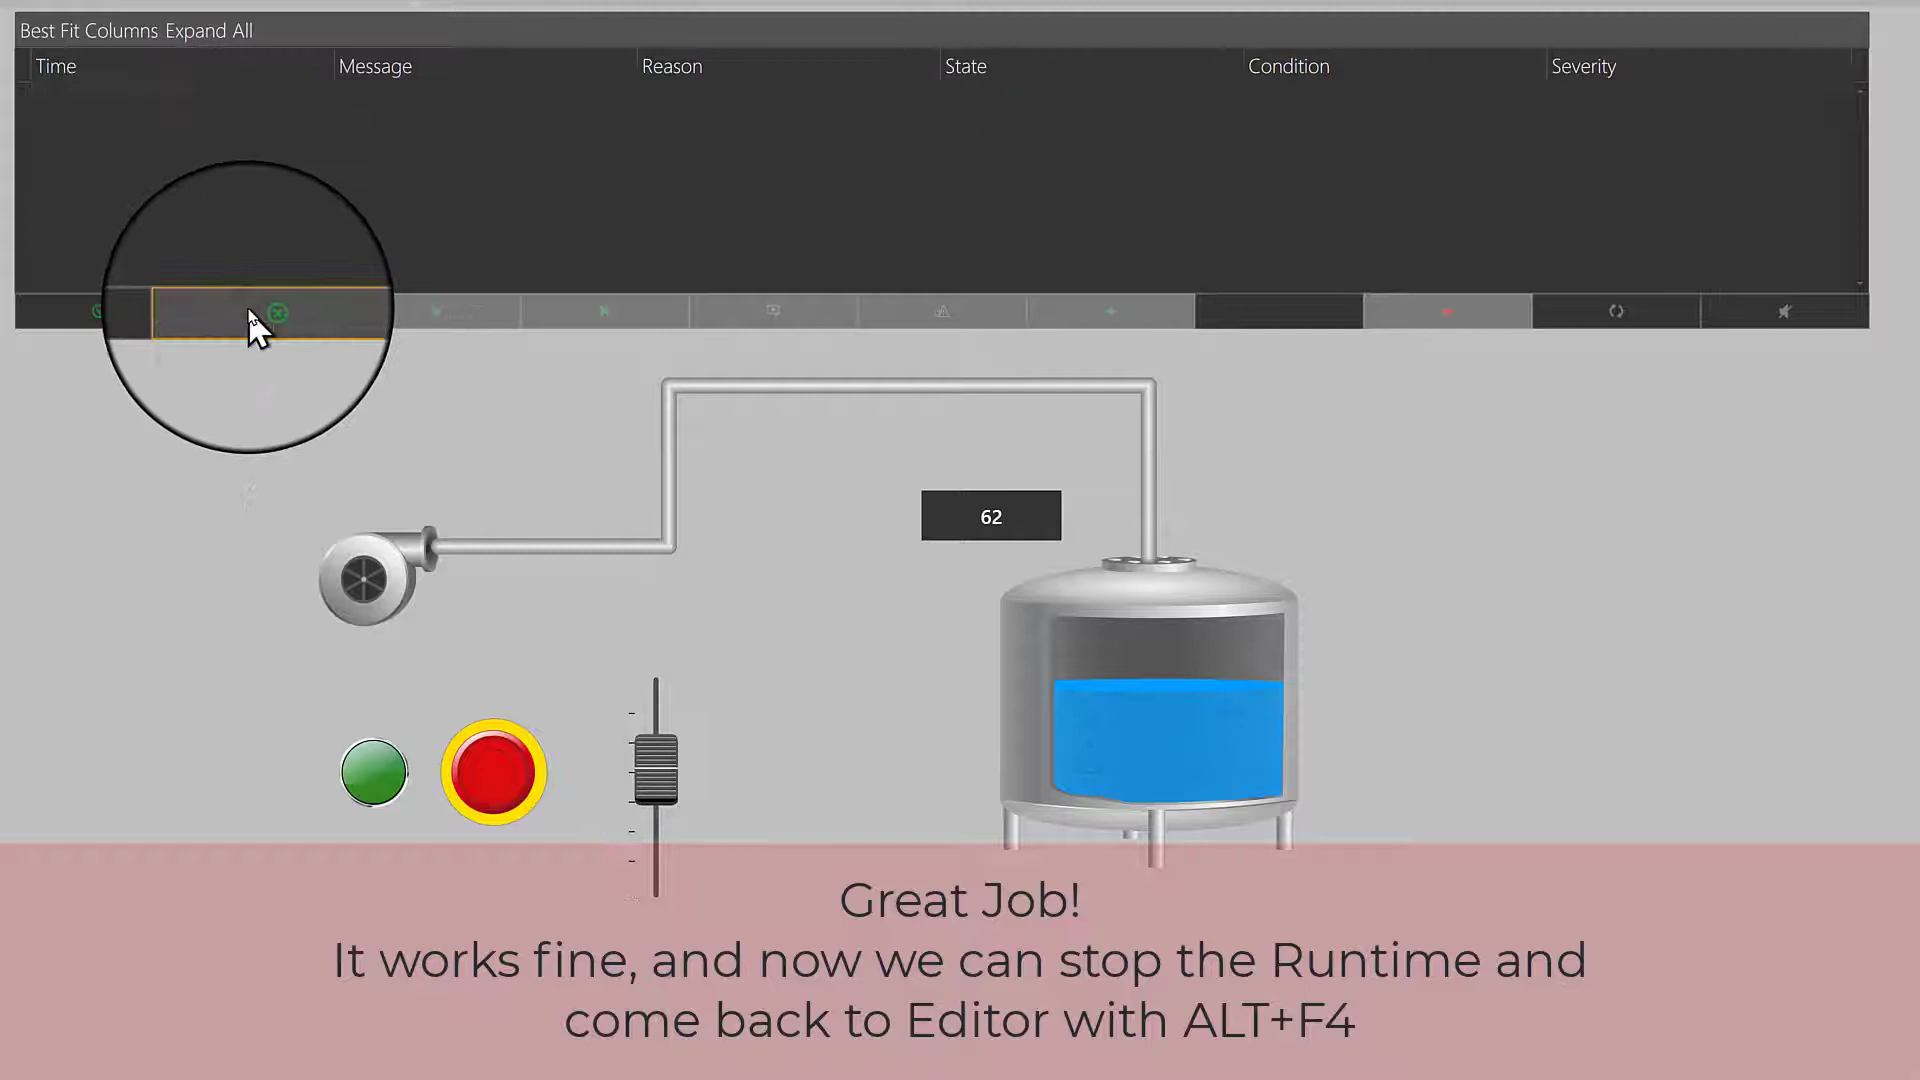 Best Fit Columns Expand All
Time Message Reason State Condition Severity
62
Great Job!
It works fine, and now we can stop the Runtime and
come back to Editor with ALT+F4